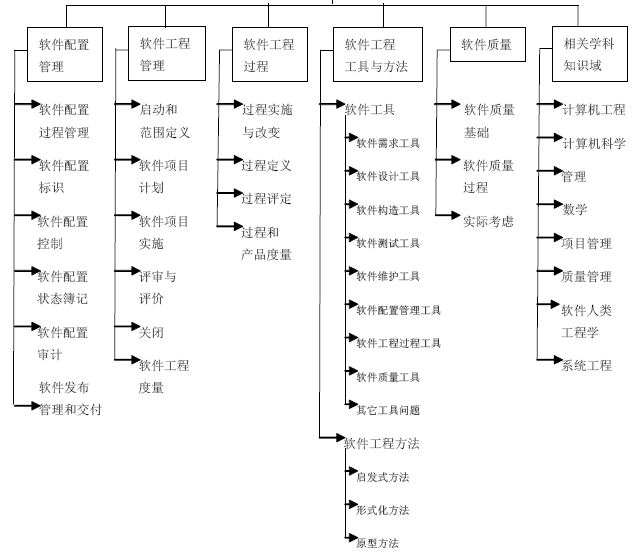 软件配置
管理
软件配置
过程管理
软件配置
标识
软件配置
控制
软件配置
状态簿记
软件配置
审计
软件发布
管理和交付
软件工程
管理
启动和
范围定义
软件项目
计划
软件项目
实施
评审与
评价
关闭
软件工程
度量
软件工程
过程
过程实施
与改变
过程定义
过程评定
过程和
产品度量
软件工程
工具与方法
软件工具
软件需求工具
软件设计工具
软件构造工具
软件测试工具
软件维护工具
软件配置管理工具
软件工程过程工具
软件质量工具
其它工具问题
软件工程方法
启发式方法
形式化方法
原型方法
软件质量
软件质量
基础
软件质量
过程
实际考虑
相关学科
知识域
计算机工程
计算机科学
管理
数学
项目管理
质量管理
软件人类
工程学
系统工程